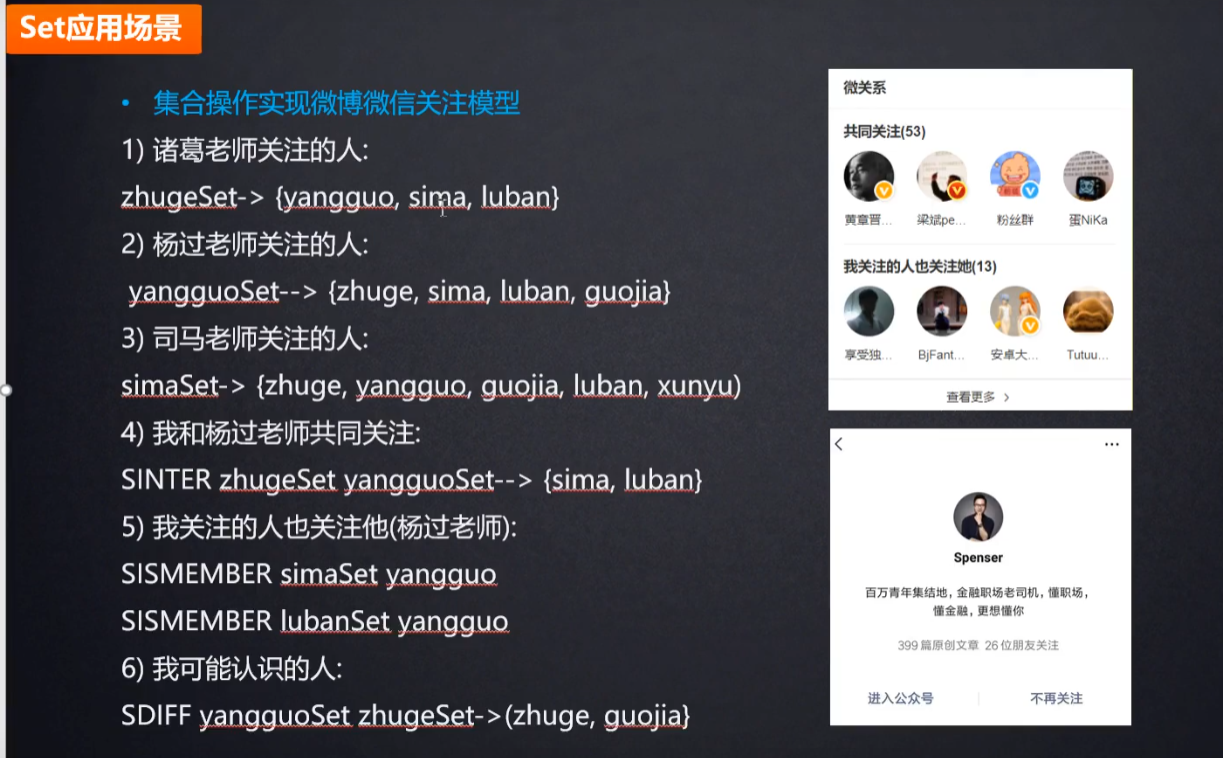 Set应用场景
• 集合操作实现微博微信关注模型
1) 诸葛老师关注的人:
zhugeSet-> {yangguo, sima, luban}
2) 杨过老师关注的人:
yangguoSet--> {zhuge, sima, luban, guojia}
3) 司马老师关注的人:
simaSet-> {zhuge, yangguo, guojia, luban, xunyu)
4) 我和杨过老师共同关注:
SINTER zhugeSet yangguoSet--> {sima, luban}
5) 我关注的人也关注他(杨过老师):
SISMEMBER simaSet yangguo
SISMEMBER lubanSet yangguo
6) 我可能认识的人:
SDIFF yangguoSet zhugeSet->(zhuge, guojia}
微关系
共同关注(53)
黄章晋... 梁斌pe... 粉丝群 蛋NiKa
我关注的人也关注她(13)
享受独... BjFant... 安卓大... Tutuu...
查看更多 >
Spenser
百万青年集结地，金融职场老司机，懂职场，
懂金融，更想懂你
399篇原创文章 26位朋友关注
进入公众号 不再关注